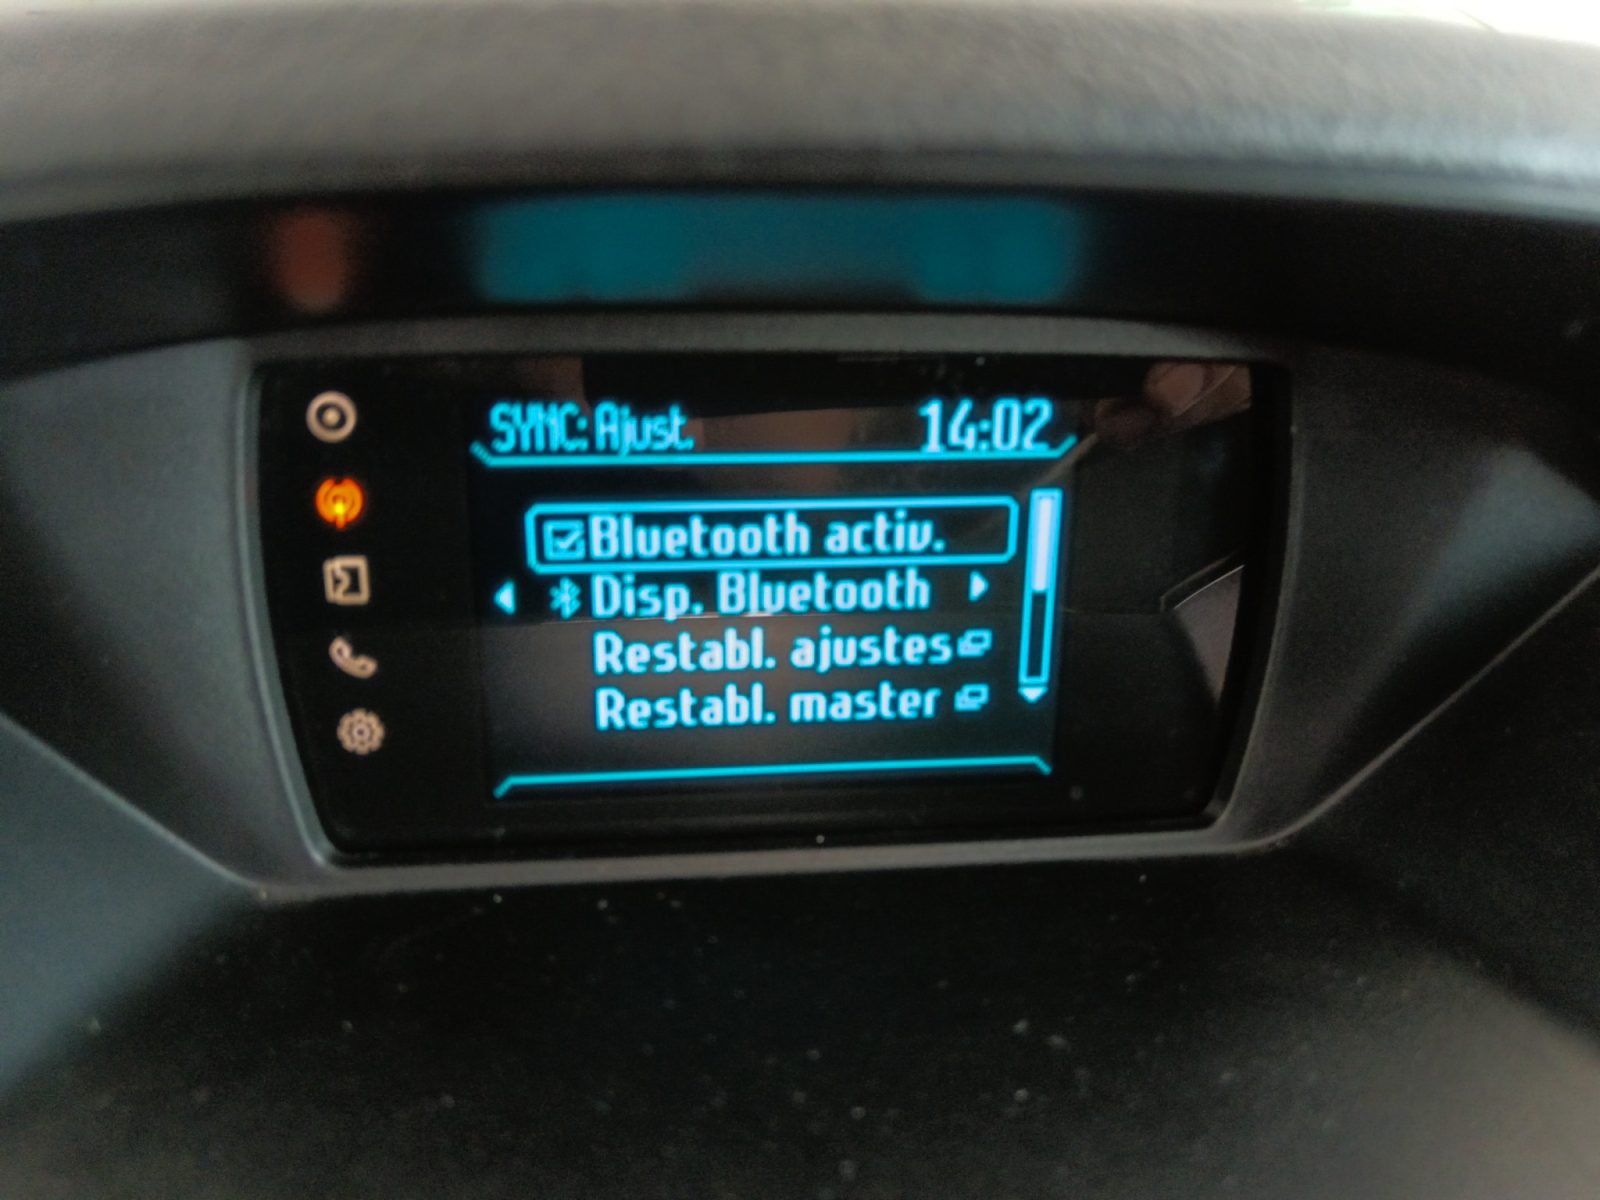 SYNC: Ajust. 14:02
Bluetooth activ.
Disp. Bluetooth
Restabl. ajustes
Restabl. master